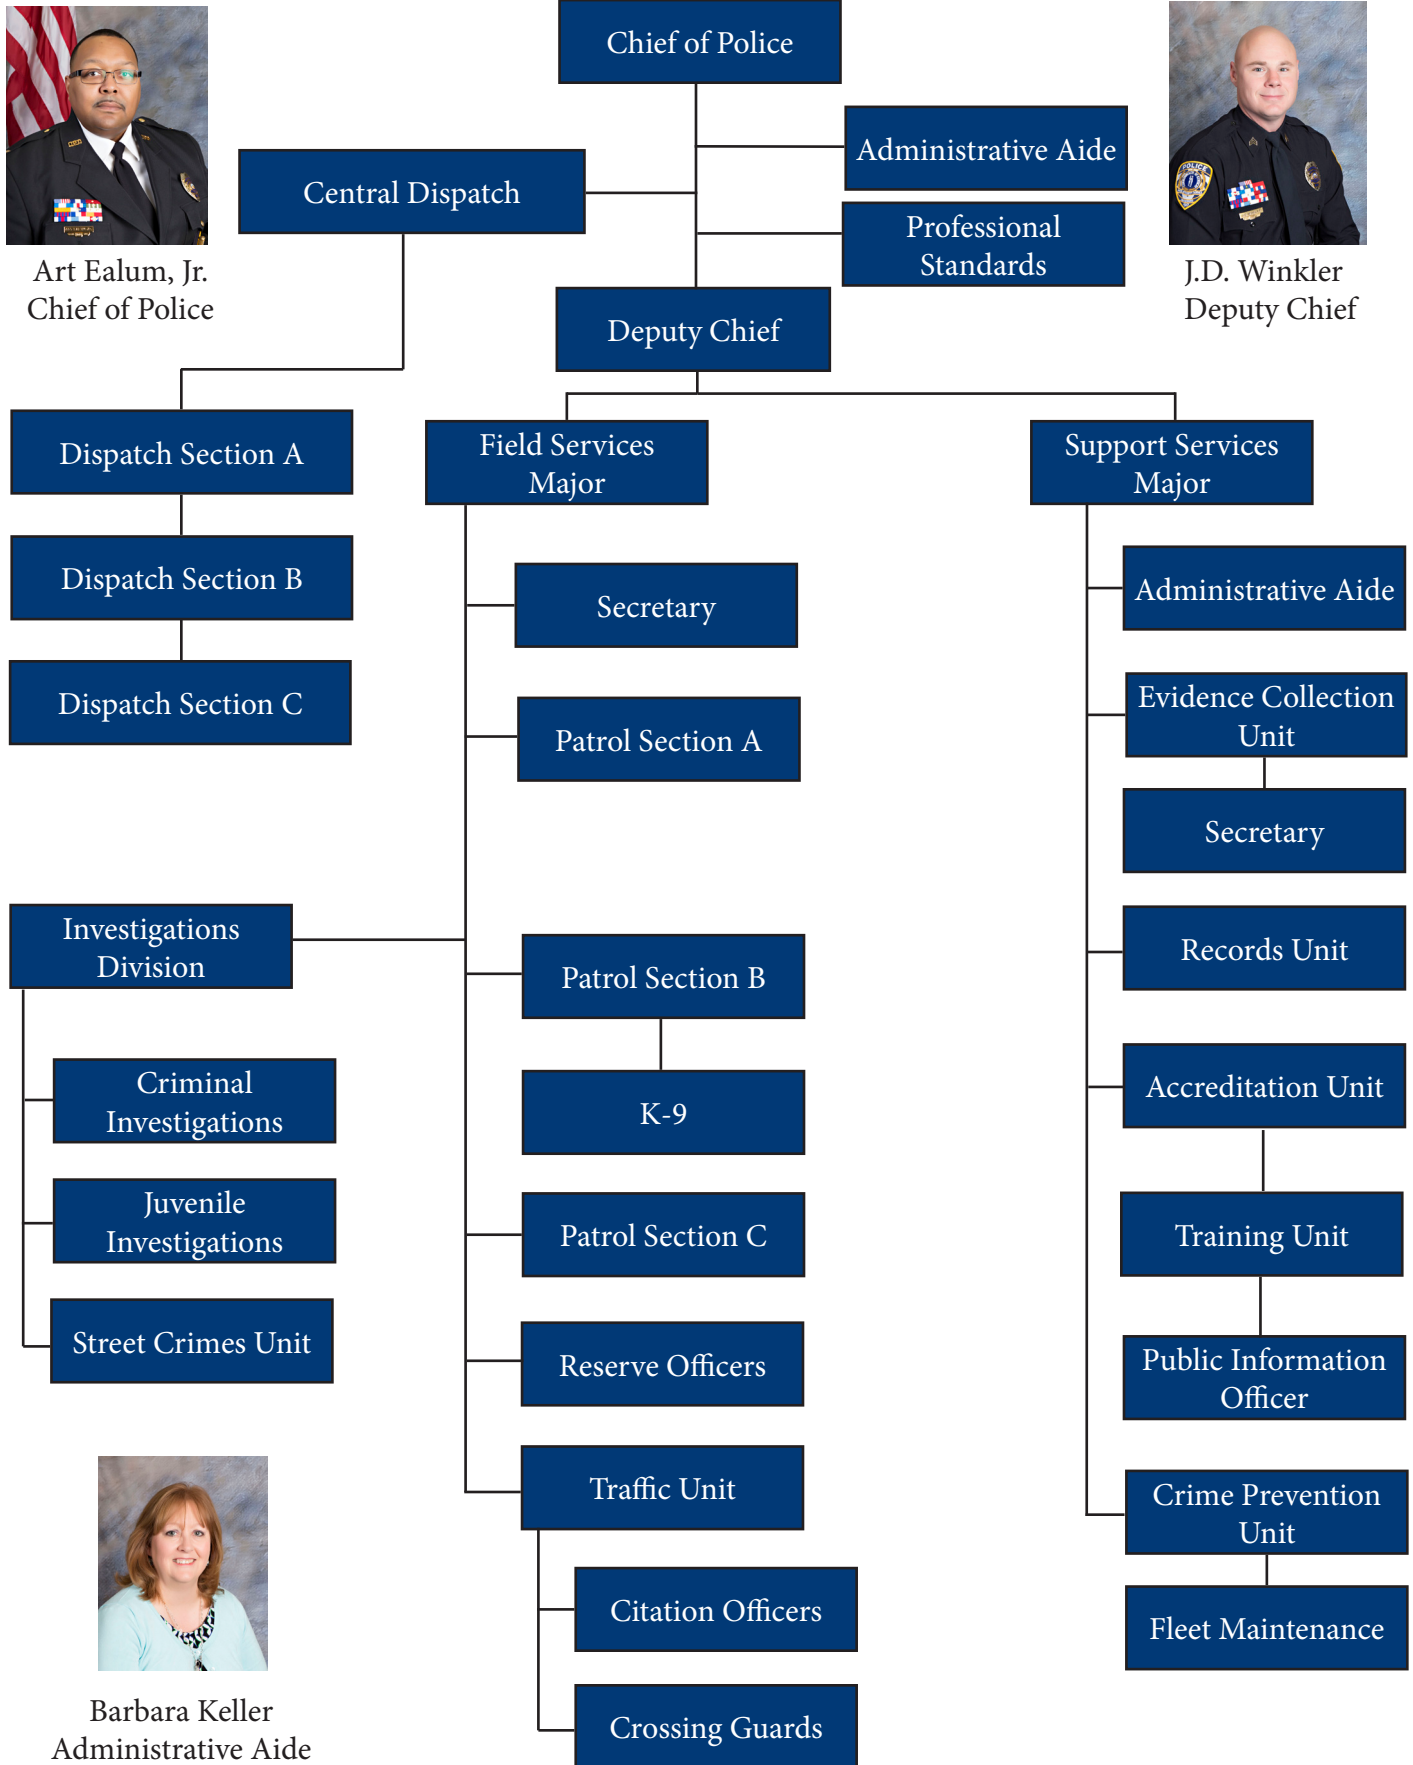 Chief of Police
Administrative Aide
Central Dispatch
Professional
Standards
Art Ealum, Jr.
Chief of Police
J.D. Winkler
Deputy Chief
Deputy Chief
Dispatch Section A
Field Services
Major
Support Services
Major
Dispatch Section B
Secretary
Administrative Aide
Dispatch Section C
Patrol Section A
Evidence Collection
Unit
Secretary
Investigations
Division
Patrol Section B
Records Unit
Criminal
Investigations
K-9
Accreditation Unit
Juvenile
Investigations
Patrol Section C
Training Unit
Street Crimes Unit
Reserve Officers
Public Information
Officer
Traffic Unit
Crime Prevention
Unit
Citation Officers
Fleet Maintenance
Barbara Keller
Administrative Aide
Crossing Guards